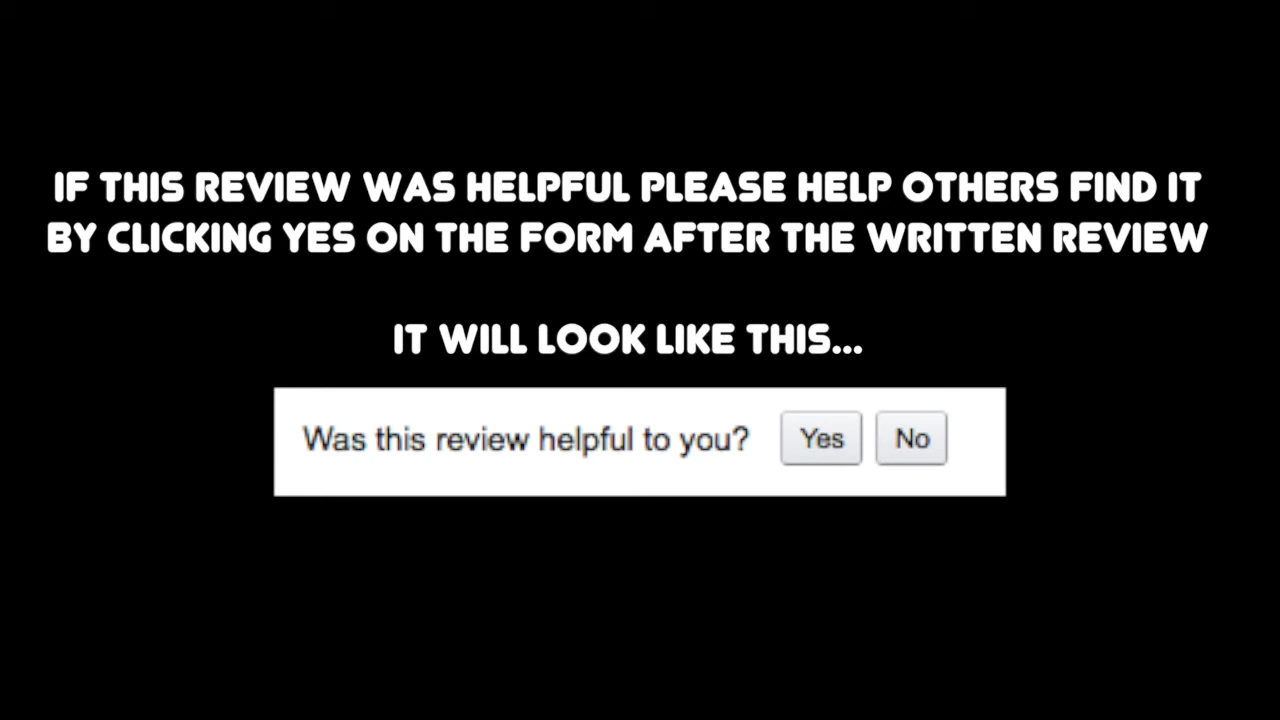 IF THIS REVIEW WAS HELPFUL PLEASE HELP OTHERS FIND IT
BY CLICKING YES ON THE FORM AFTER THE WRITTEN REVIEW
IT WILL LOOK LIKE THIS...
Was this review helpful to you? Yes No